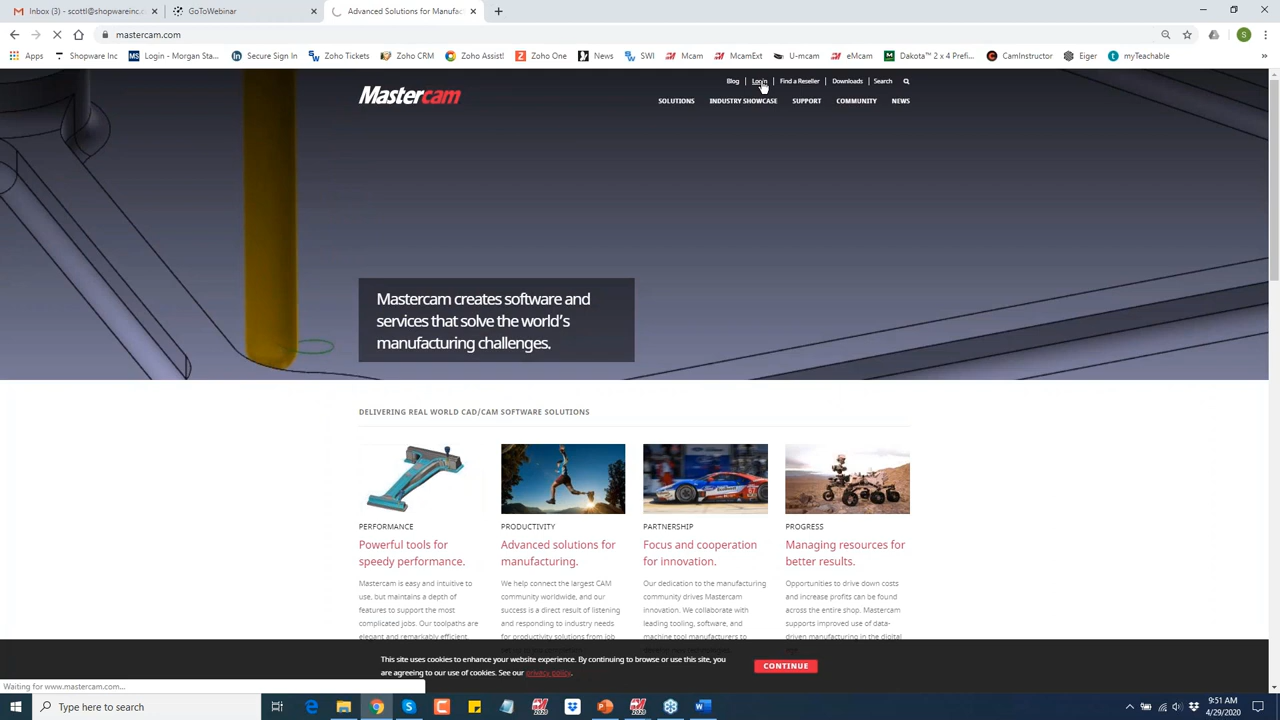 Inbox (3) - scottl@shopwareinc.c
GoToWebinar
Advanced Solutions for Manufac
mastercam.com
Apps
Shopware Inc
Login - Morgan Stan...
Secure Sign In
Zoho Tickets
Zoho CRM
Zoho Assist!
Zoho One
News
SWI
Mcam
McamExt
U-mcam
eMcam
Dakota™ 2 x 4 Prefi...
CamInstructor
Eiger
myTeachable
»
S
Blog | Login | Find a Reseller | Downloads | Search
Mastercam
SOLUTIONS INDUSTRY SHOWCASE SUPPORT COMMUNITY NEWS
Mastercam creates software and
services that solve the world's
manufacturing challenges.
DELIVERING REAL WORLD CAD/CAM SOFTWARE SOLUTIONS
PERFORMANCE
Powerful tools for
speedy performance.
Mastercam is easy and intuitive to
use, but maintains a depth of
features to support the most
complicated jobs. Our toolpaths are
elegant and remarkably efficient.
PRODUCTIVITY
Advanced solutions for
manufacturing.
We help connect the largest CAM
community worldwide, and our
success is a direct result of listening
and responding to industry needs
for productivity solutions from job
PARTNERSHIP
Focus and cooperation
for innovation.
Our dedication to the manufacturing
community drives Mastercam
innovation. We collaborate with
leading tooling, software, and
machine tool manufacturers to
PROGRESS
Managing resources for
better results.
Opportunities to drive down costs
and increase profits can be found
across the entire shop. Mastercam
supports improved use of data-
driven manufacturing in the digital
This site uses cookies to enhance your website experience. By continuing to browse or use this site, you
are agreeing to our use of cookies. See our privacy policy.
CONTINUE
Waiting for www.mastercam.com...
Type here to search
9:51 AM
4/29/2020